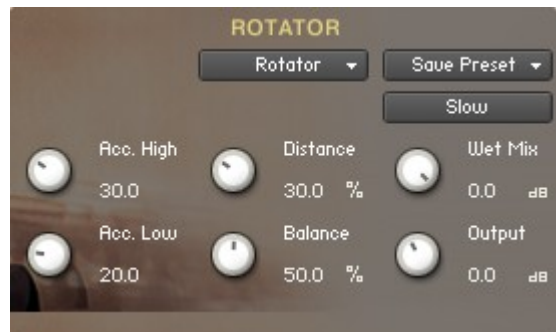 ROTATOR
Rotator
Save Preset
Slow
Acc. High
Distance
Wet Mix
30.0
30.0 %
0.0 dB
Acc. Low
Balance
Output
20.0
50.0 %
0.0 dB